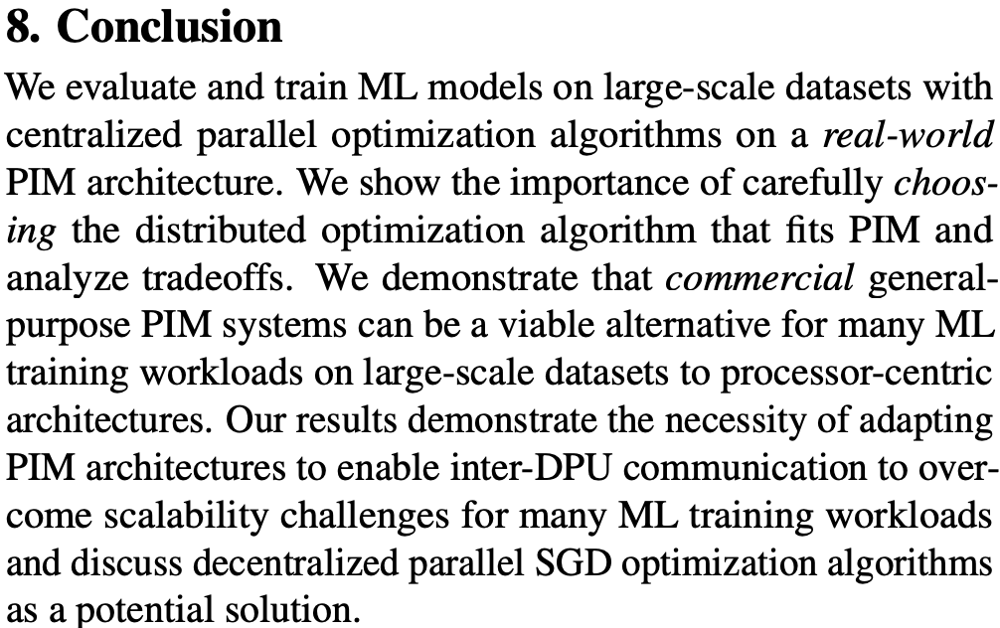 8. Conclusion
We evaluate and train ML models on large-scale datasets with
centralized parallel optimization algorithms on a real-world
PIM architecture. We show the importance of carefully choos-
ing the distributed optimization algorithm that fits PIM and
analyze tradeoffs. We demonstrate that commercial general-
purpose PIM systems can be a viable alternative for many ML
training workloads on large-scale datasets to processor-centric
architectures. Our results demonstrate the necessity of adapting
PIM architectures to enable inter-DPU communication to over-
come scalability challenges for many ML training workloads
and discuss decentralized parallel SGD optimization algorithms
as a potential solution.